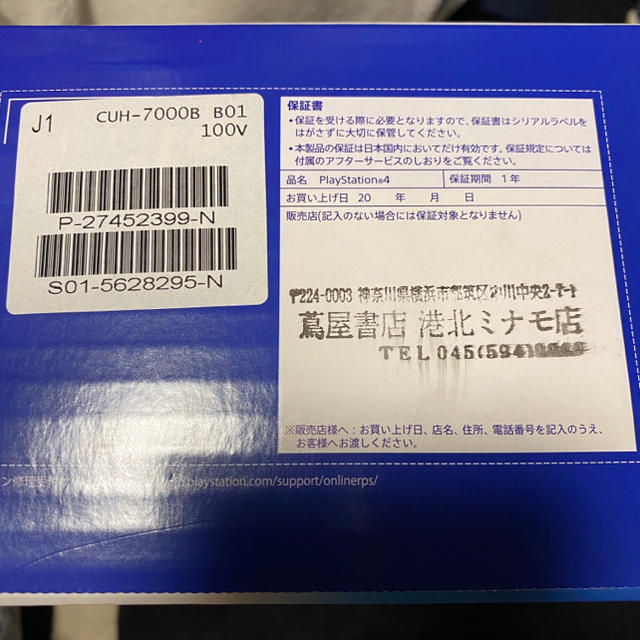 J1
CUH-7000B B01
100V
P-27452399-N
S01-5628295-N
保証書
・保証を受ける際に必要となりますので、保証書はシリアルラベルを
はがさずに大切に保管してください。
・本製品の保証は日本国内においてだけ有効です。保証規定については
付属のアフターサービスのしおりをご覧ください。
品名 PlayStation®4 保証期間 1年
お買い上げ日 20 年 月 日
販売店(記入のない場合には保証対象となりません)
〒224-0003 神奈川県横浜市都筑区 川中央2-7-1
蔦屋書店 港北ミナモ店
TEL 045(594)
※販売店様へ:お買い上げ日、店名、住所、電話番号を記入のうえ、
お客様へお渡しください。
ン修理受 playstation.com/support/onlinerps/